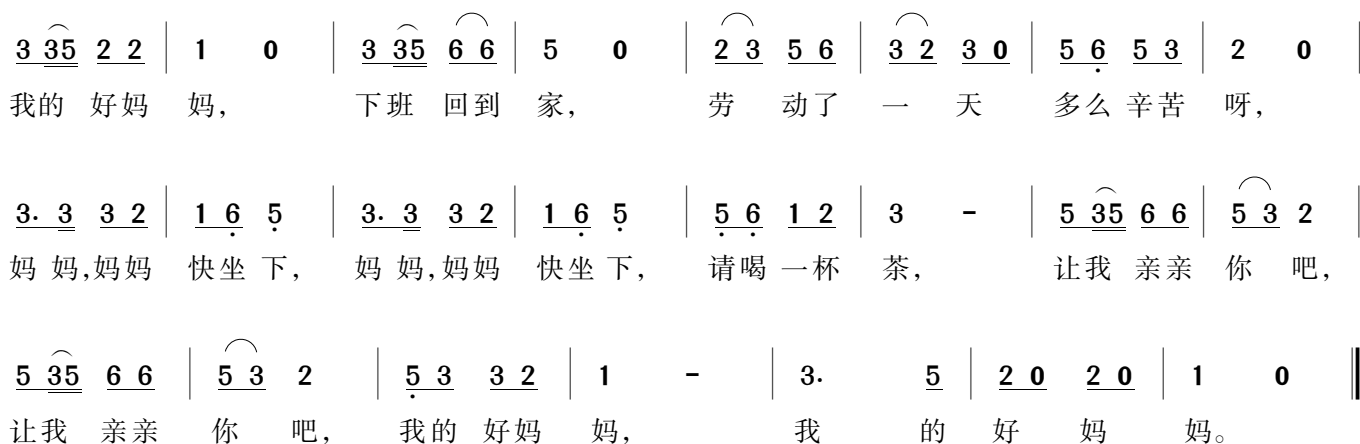 3 35 2 2 | 1 0 | 3 35 6 6 | 5 0 | 2 3 5 6 | 3 2 3 0 | 5 6̣ 5 3 | 2 0 |
我的 好妈 妈, 下班 回到 家, 劳 动了 一 天 多么 辛苦 呀,
3. 3 3 2 | 1 6̣ 5̣ | 3. 3 3 2 | 1 6̣ 5̣ | 5̣ 6̣ 1 2 | 3 - | 5 35 6 6 | 5 3 2 |
妈 妈,妈妈 快坐 下, 妈 妈,妈妈 快坐 下, 请喝 一杯 茶, 让我 亲亲 你 吧,
5 35 6 6 | 5 3 2 | 5̣ 3 3 2 | 1 - | 3. 5 | 2 0 2 0 | 1 0 ‖
让我 亲亲 你 吧, 我的 好妈 妈, 我 的 好 妈 妈。